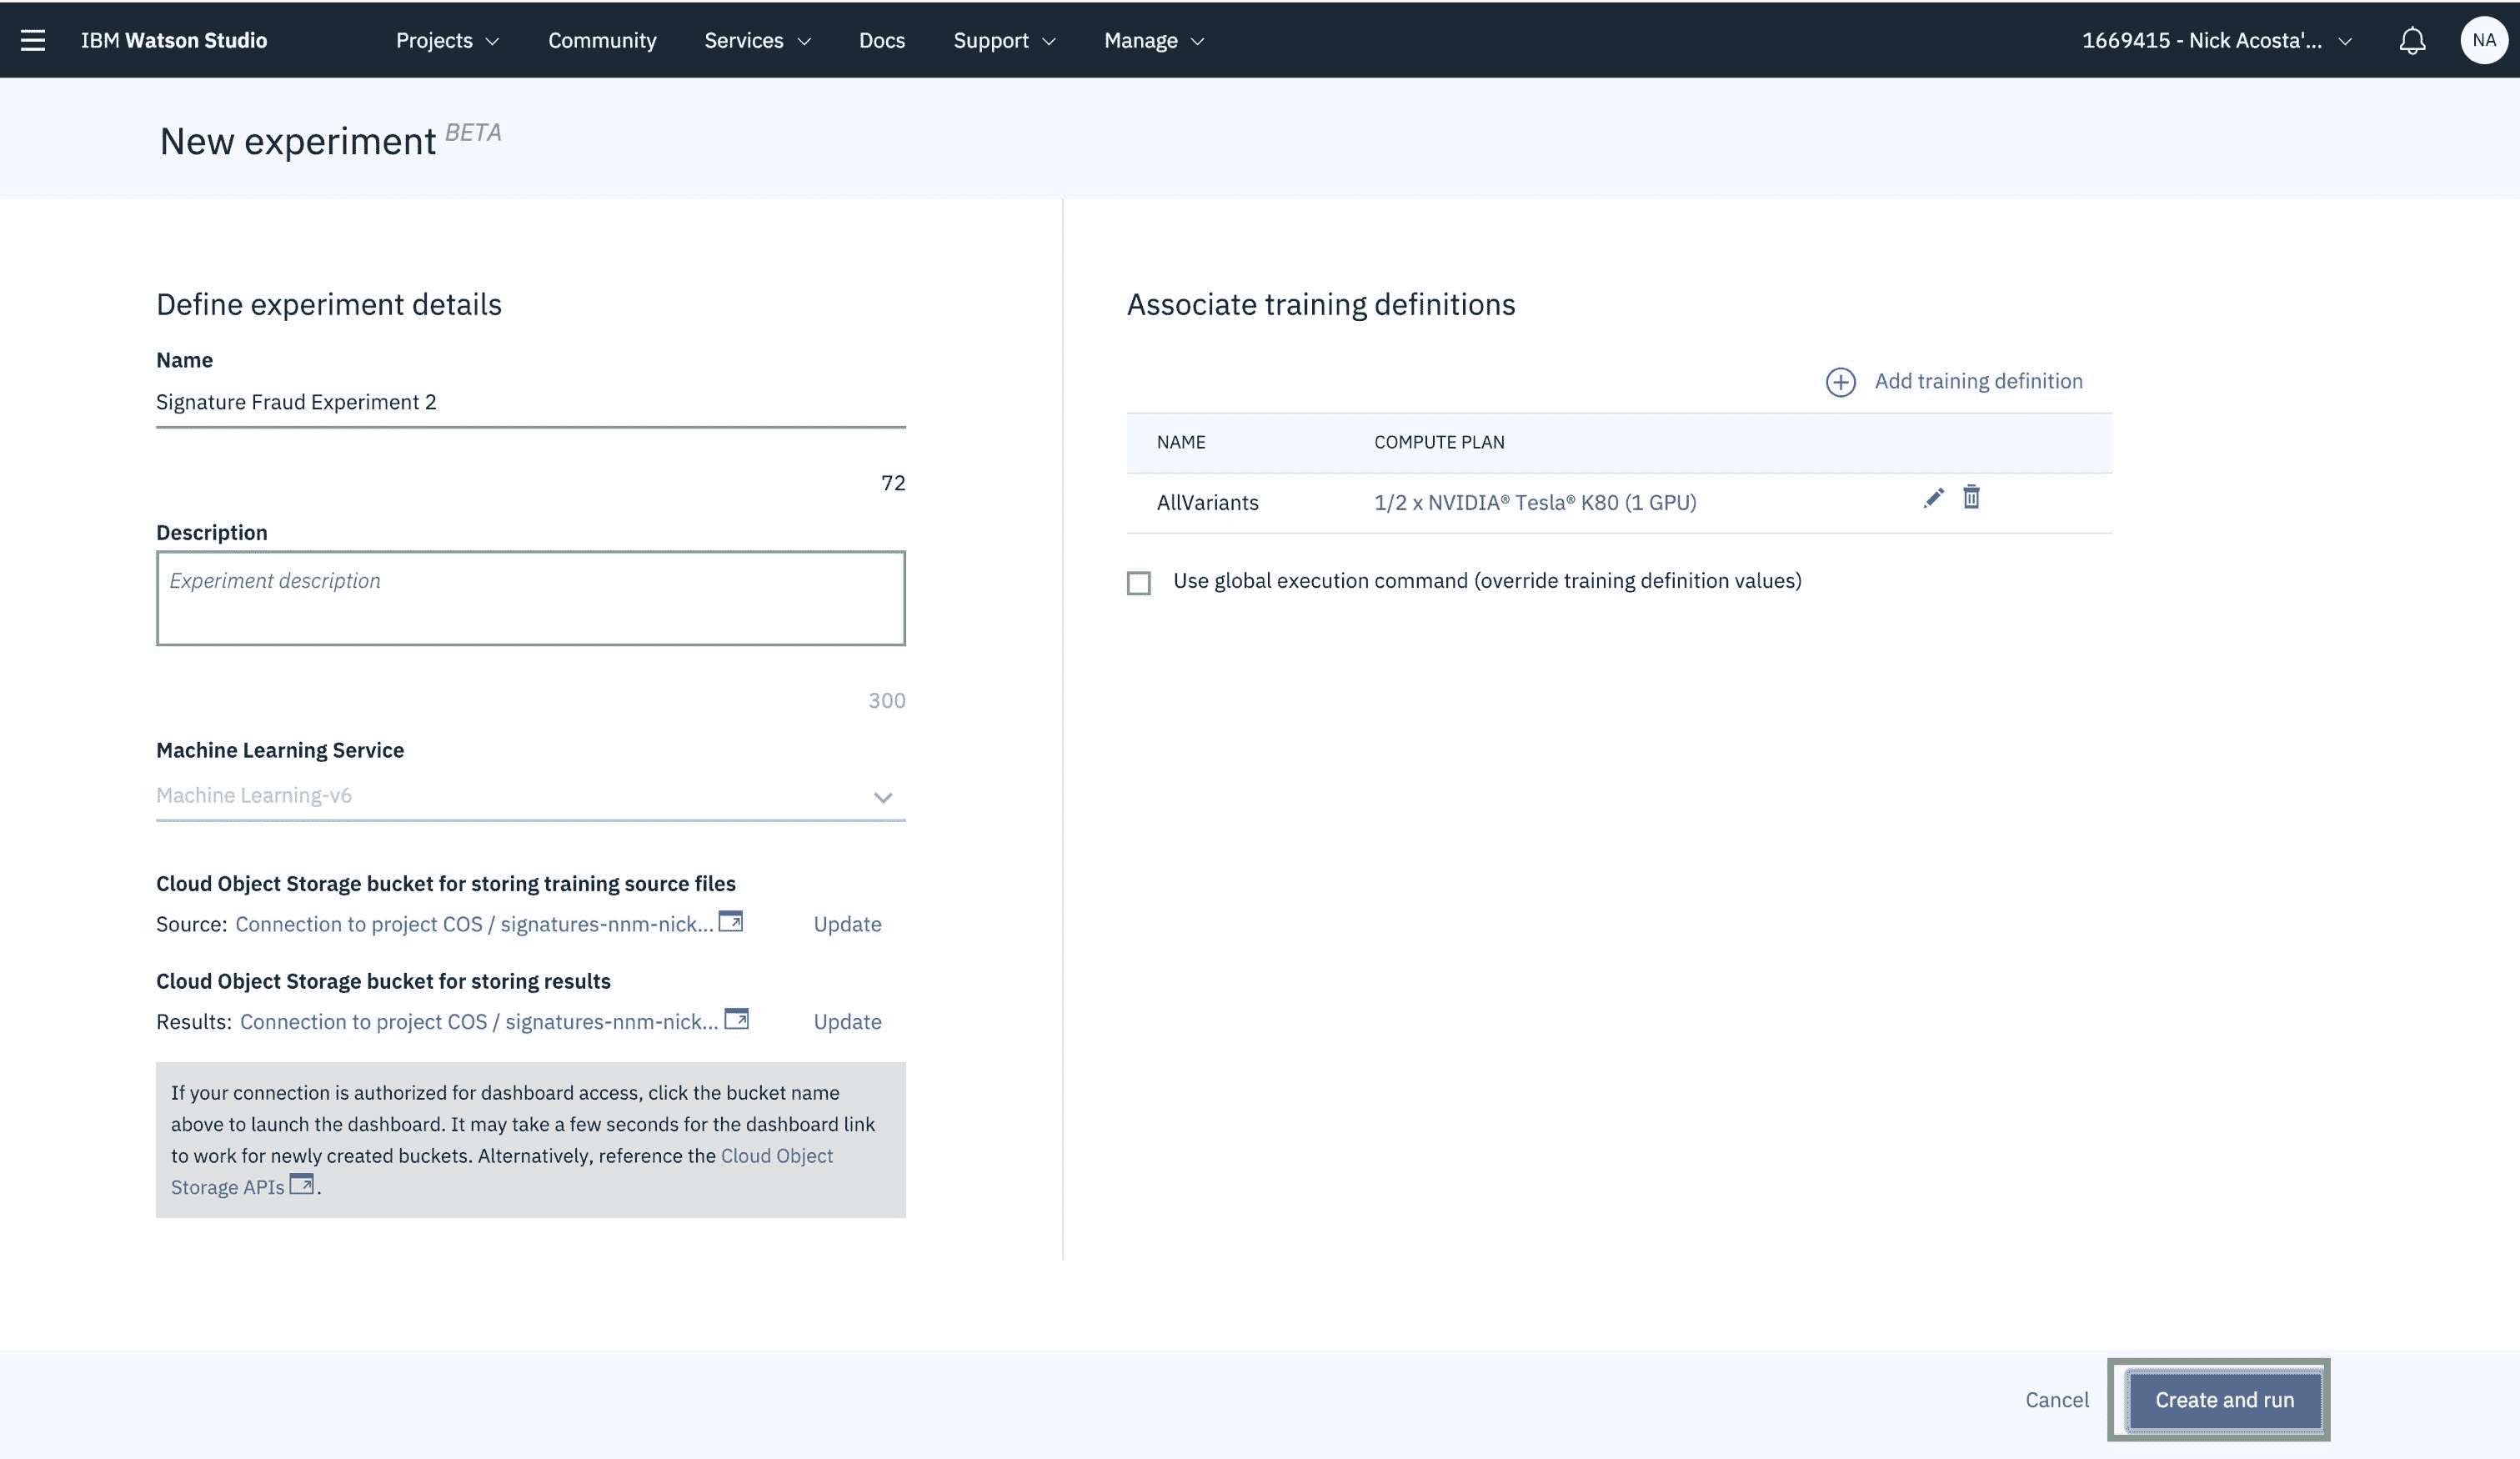 IBM Watson Studio Projects Community Services Docs Support Manage 1669415 - Nick Acosta'... NA
New experiment BETA
Define experiment details
Name
Signature Fraud Experiment 2
72
Description
Experiment description
300
Machine Learning Service
Machine Learning-v6
Cloud Object Storage bucket for storing training source files
Source: Connection to project COS / signatures-nnm-nick... Update
Cloud Object Storage bucket for storing results
Results: Connection to project COS / signatures-nnm-nick... Update
If your connection is authorized for dashboard access, click the bucket name
above to launch the dashboard. It may take a few seconds for the dashboard link
to work for newly created buckets. Alternatively, reference the Cloud Object
Storage APIs .
Associate training definitions
Add training definition
NAME COMPUTE PLAN
AllVariants 1/2 x NVIDIA® Tesla® K80 (1 GPU)
Use global execution command (override training definition values)
Cancel Create and run